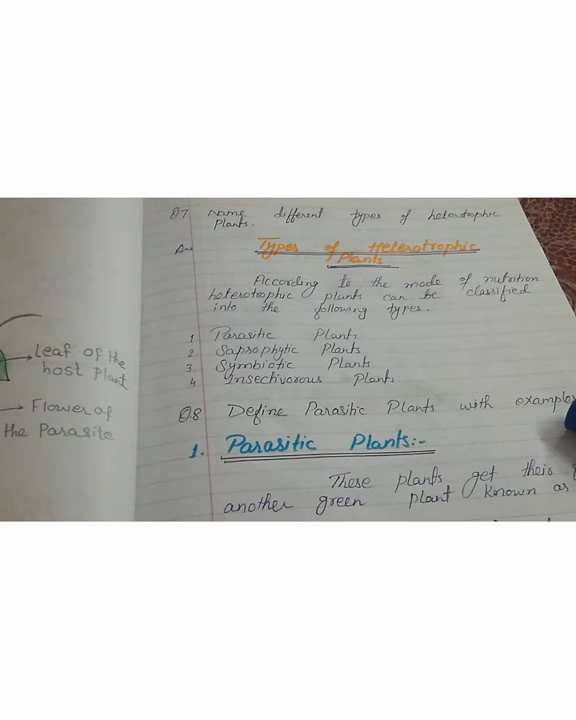 Leaf of the
host plant
Flower of
the Parasite
Q7 Name different types of heterotrophic
Plants.
Ans Types of Heterotrophic
Plants
According to the mode of nutrition
heterotrophic plants can be classified
into the following types.
1 Parasitic Plants
2 Saprophytic Plants
3. Symbiotic Plants
4 Insectivorous Plants
Q8 Define Parasitic Plants with example
1. Parasitic Plants:-
These plants get their
another green plant known as